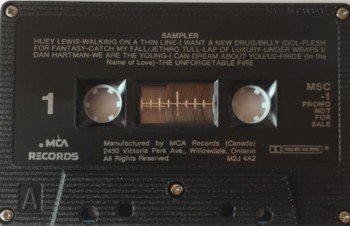 SAMPLER
HUEY LEWIS-WALKING ON A THIN LINE-I WANT A NEW DRUG/BILLY IDOL-FLESH
FOR FANTASY-CATCH MY FALL/JETHRO TULL-LAP OF LUXURY-UNDER WRAPS I/
DAN HARTMAN-WE ARE THE YOUNG-I CAN DREAM ABOUT YOU/U2-PRIDE (In the
Name of Love)-THE UNFORGETABLE FIRE
1
MSC
-1
PROMO
NOT
FOR
SALE
MCA
RECORDS
Manufactured by MCA Records (Canada)
2450 Victoria Park Ave., Willowdale, Ontario
All Rights Reserved M2J 4A2
DOLBY HX PRO
A